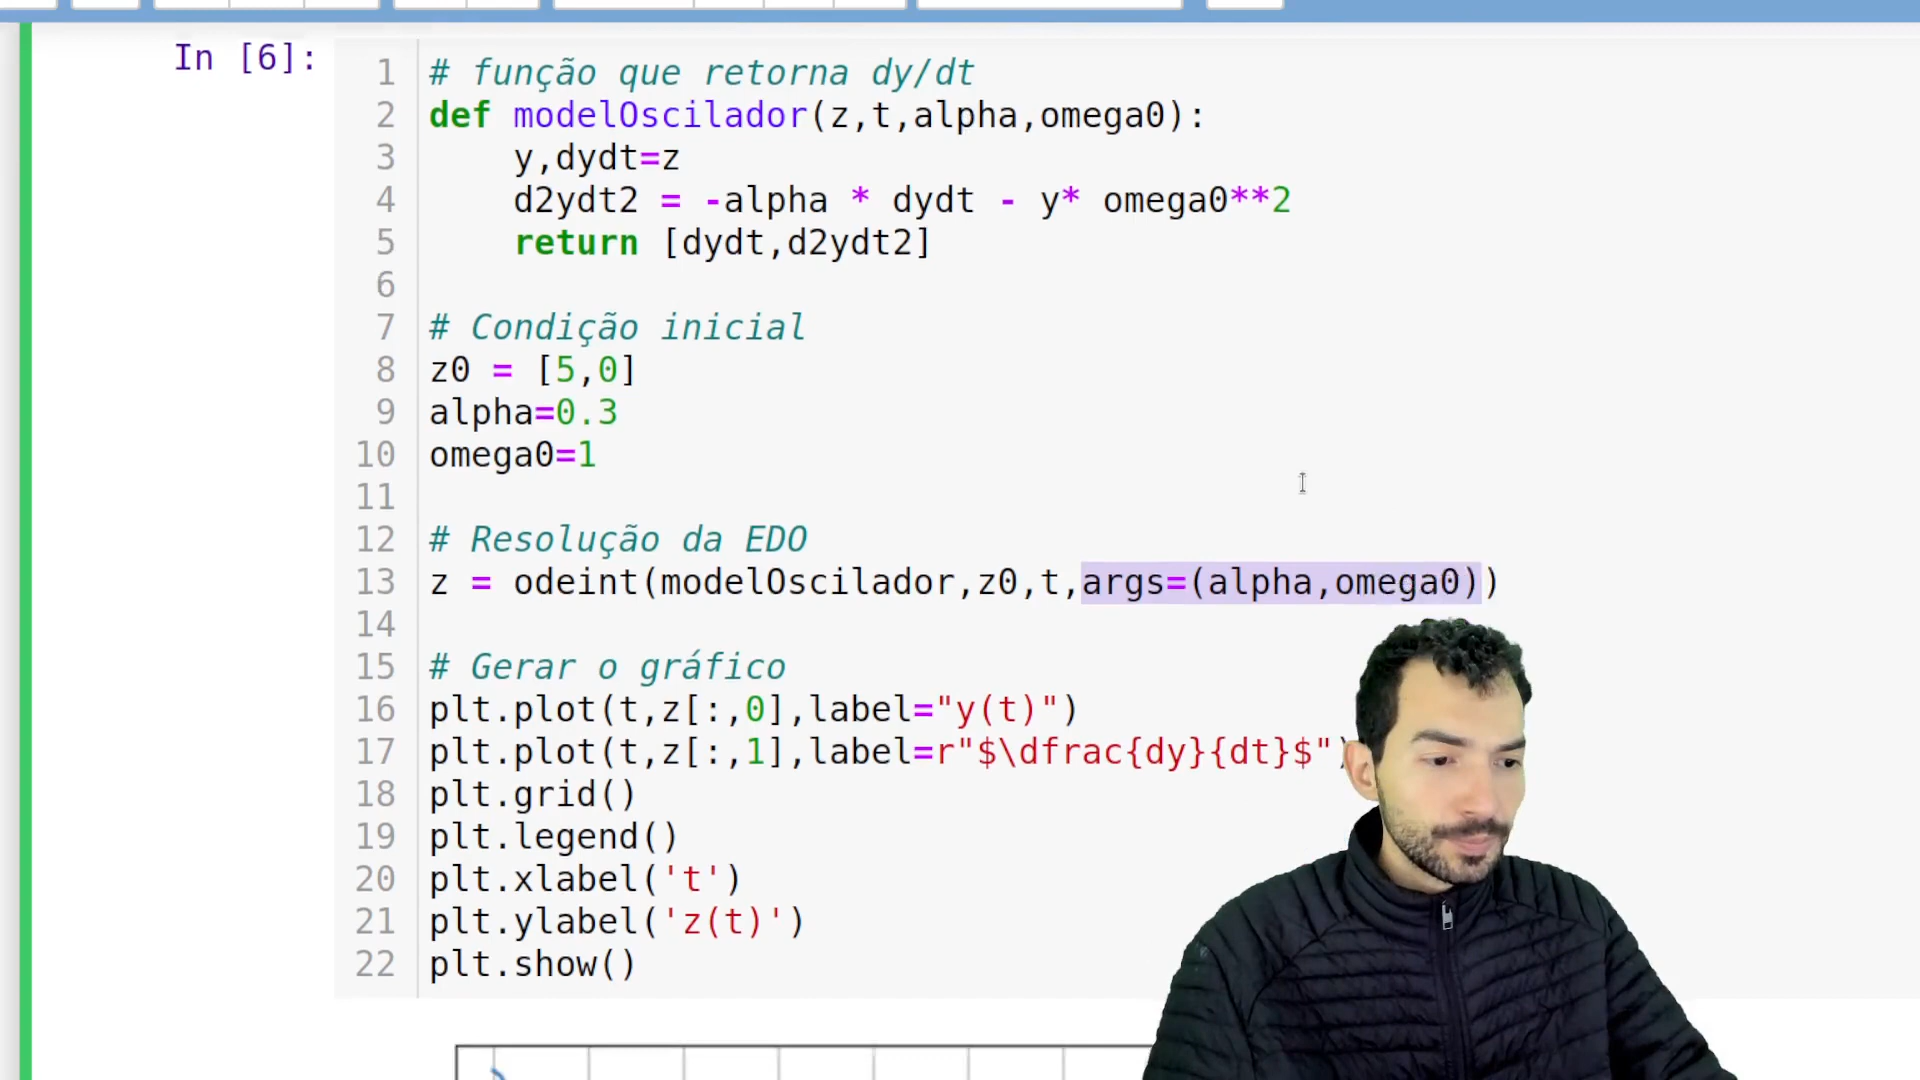 In [6]:
1 # função que retorna dy/dt
2 def modelOscilador(z,t,alpha,omega0):
3     y,dydt=z
4     d2ydt2 = -alpha * dydt - y* omega0**2
5     return [dydt,d2ydt2]
6
7 # Condição inicial
8 z0 = [5,0]
9 alpha=0.3
10 omega0=1
11
12 # Resolução da EDO
13 z = odeint(modelOscilador,z0,t,args=(alpha,omega0))
14
15 # Gerar o gráfico
16 plt.plot(t,z[:,0],label="y(t)")
17 plt.plot(t,z[:,1],label=r"$\dfrac{dy}{dt}$")
18 plt.grid()
19 plt.legend()
20 plt.xlabel('t')
21 plt.ylabel('z(t)')
22 plt.show()